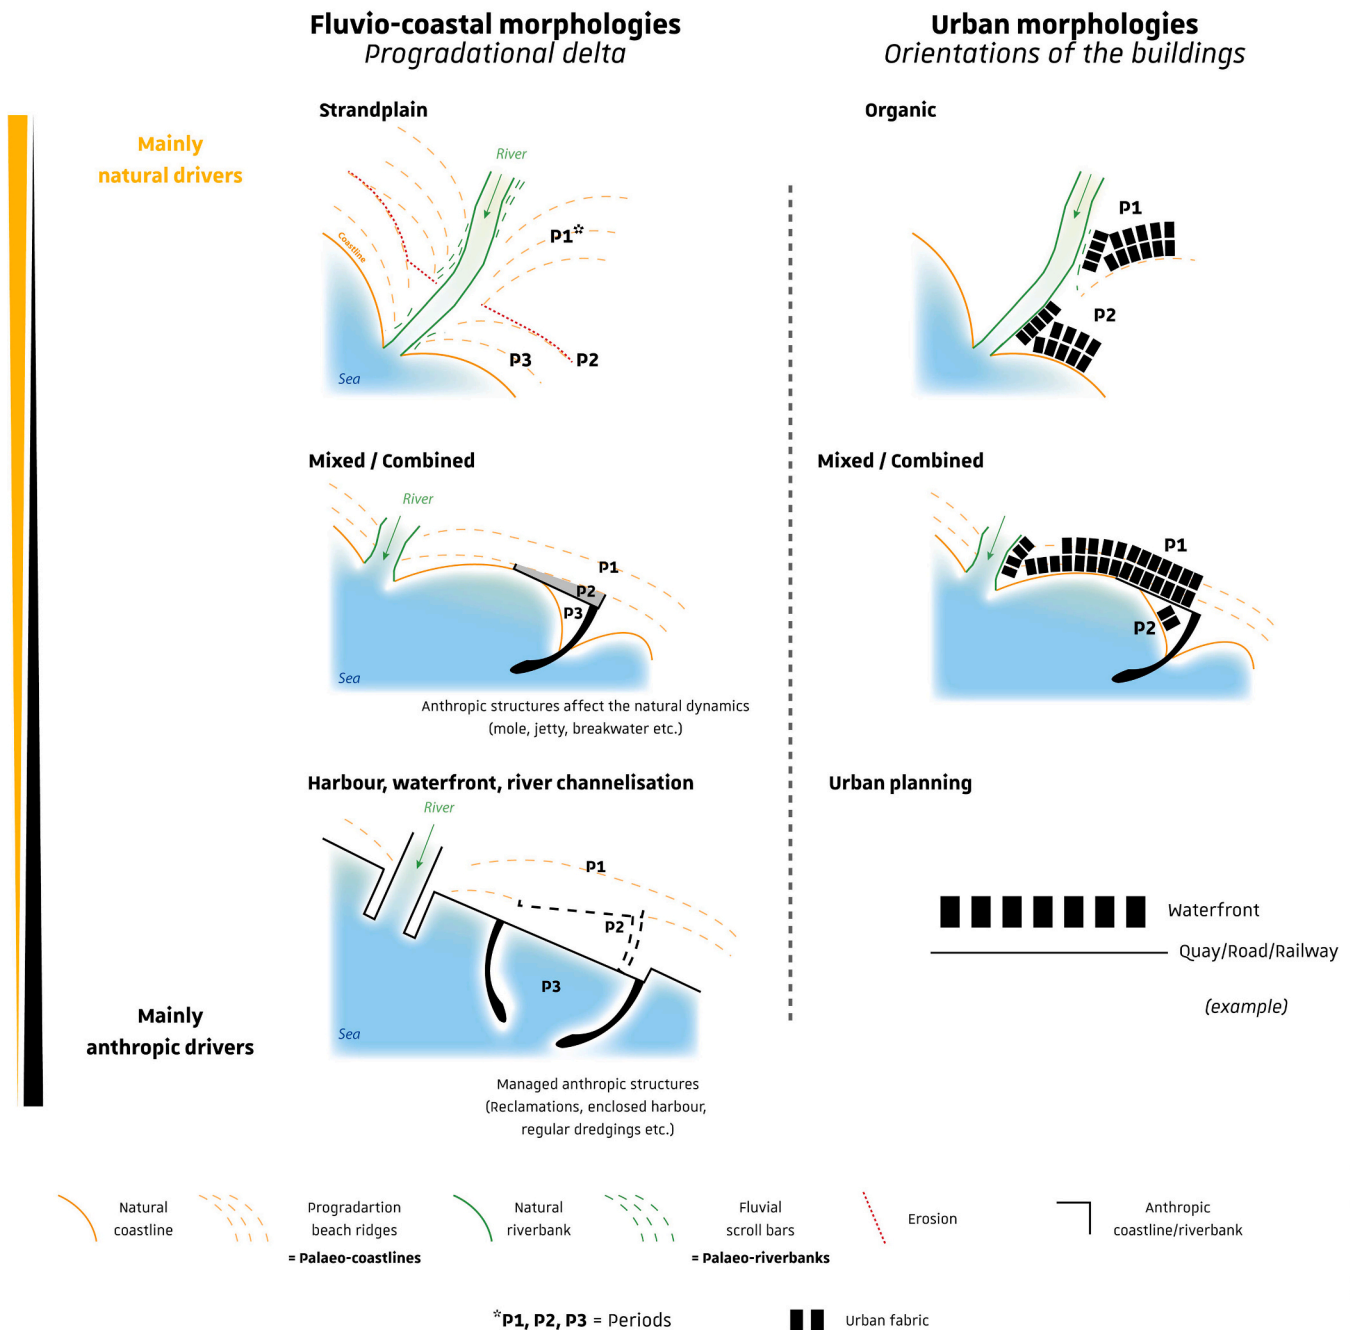 Fluvio-coastal morphologies
Progradational delta
Urban morphologies
Orientations of the buildings
Mainly
natural drivers
Strandplain
River
Coastline
P1*
P2
P3
Sea
Organic
P1
P2
Mixed / Combined
River
P1
P2
P3
Sea
Anthropic structures affect the natural dynamics
(mole, jetty, breakwater etc.)
Mixed / Combined
P1
P2
Harbour, waterfront, river channelisation
River
P1
P2
P3
Sea
Managed anthropic structures
(Reclamations, enclosed harbour,
regular dredgings etc.)
Urban planning
Waterfront
Quay/Road/Railway
(example)
Mainly
anthropic drivers
Natural
coastline
Progradartion
beach ridges
= Palaeo-coastlines
Natural
riverbank
Fluvial
scroll bars
= Palaeo-riverbanks
Erosion
Anthropic
coastline/riverbank
*P1, P2, P3 = Periods
Urban fabric